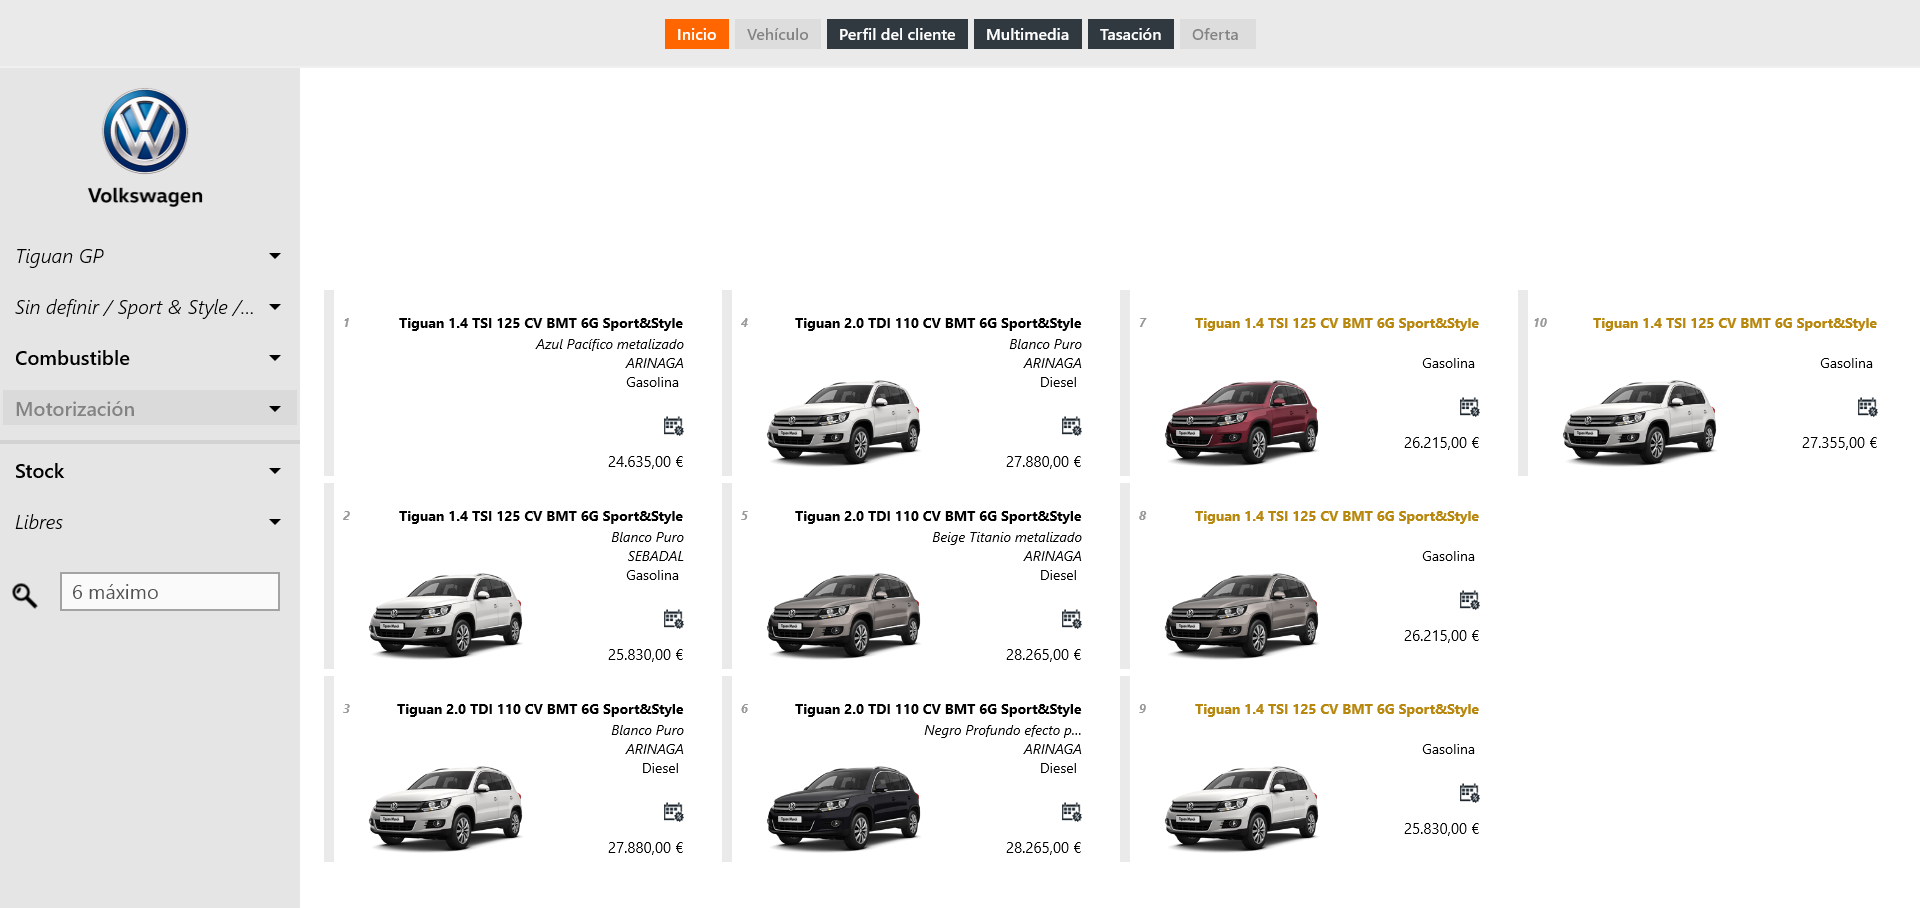 Inicio
Vehículo
Perfil del cliente
Multimedia
Tasación
Oferta
Volkswagen
Tiguan GP
Sin definir / Sport & Style /...
Combustible
Motorización
Stock
Libres
6 máximo
1
Tiguan 1.4 TSI 125 CV BMT 6G Sport&Style
Azul Pacífico metalizado
ARINAGA
Gasolina
24.635,00 €
2
Tiguan 1.4 TSI 125 CV BMT 6G Sport&Style
Blanco Puro
SEBADAL
Gasolina
25.830,00 €
3
Tiguan 2.0 TDI 110 CV BMT 6G Sport&Style
Blanco Puro
ARINAGA
Diesel
27.880,00 €
4
Tiguan 2.0 TDI 110 CV BMT 6G Sport&Style
Blanco Puro
ARINAGA
Diesel
27.880,00 €
5
Tiguan 2.0 TDI 110 CV BMT 6G Sport&Style
Beige Titanio metalizado
ARINAGA
Diesel
28.265,00 €
6
Tiguan 2.0 TDI 110 CV BMT 6G Sport&Style
Negro Profundo efecto p...
ARINAGA
Diesel
28.265,00 €
7
Tiguan 1.4 TSI 125 CV BMT 6G Sport&Style
Gasolina
26.215,00 €
8
Tiguan 1.4 TSI 125 CV BMT 6G Sport&Style
Gasolina
26.215,00 €
9
Tiguan 1.4 TSI 125 CV BMT 6G Sport&Style
Gasolina
25.830,00 €
10
Tiguan 1.4 TSI 125 CV BMT 6G Sport&Style
Gasolina
27.355,00 €